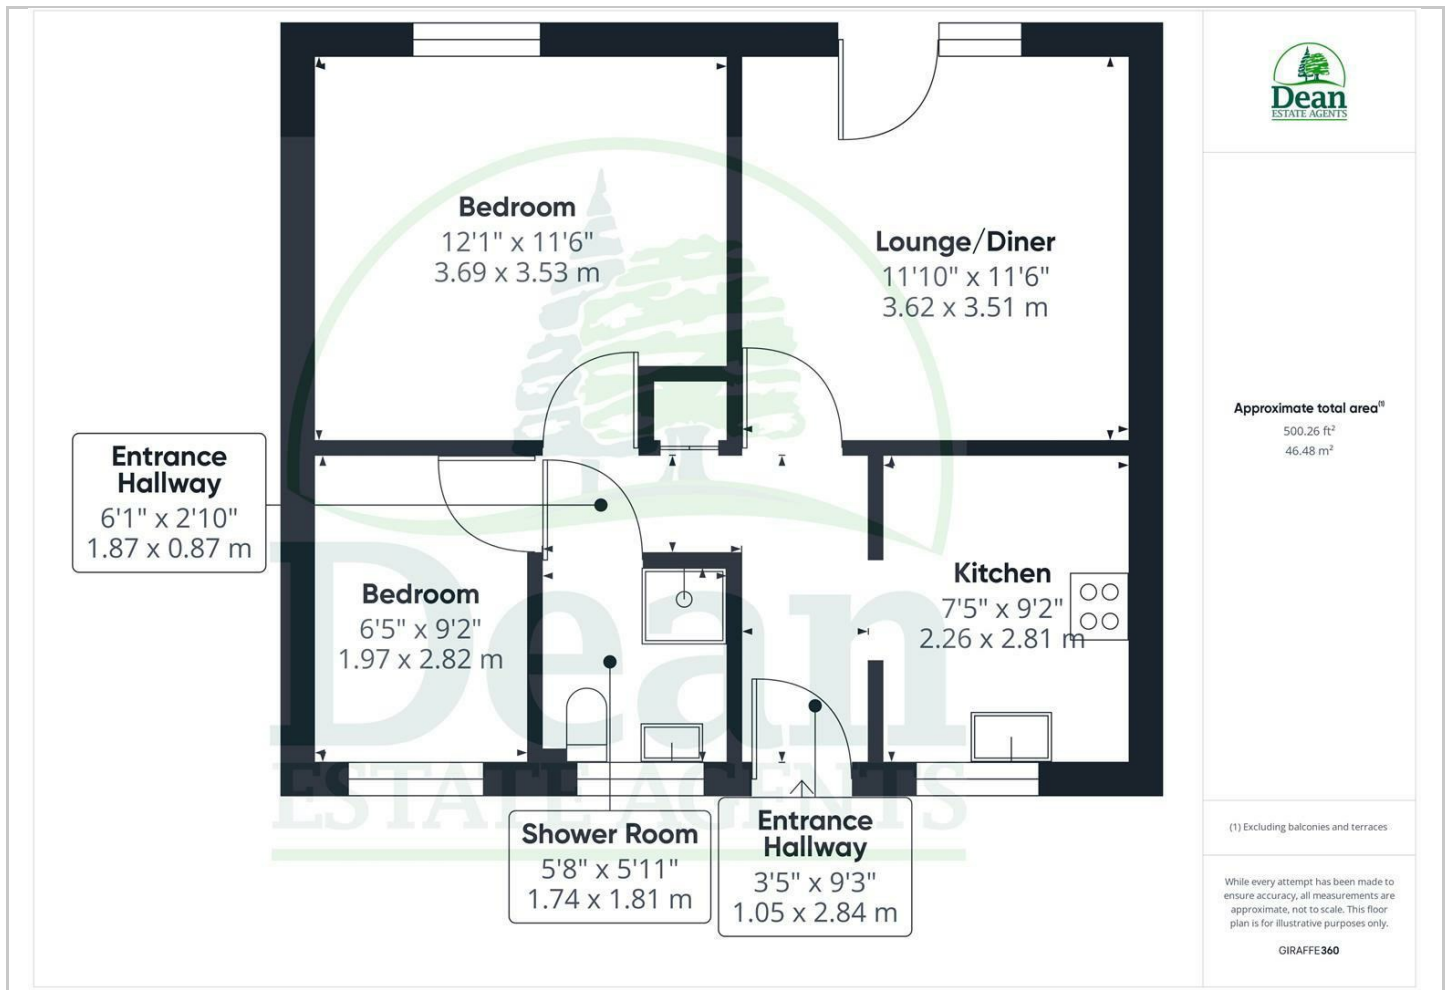 Bedroom
12'1" x 11'6"
3.69 x 3.53 m
Lounge/Diner
11'10" x 11'6"
3.62 x 3.51 m
Entrance
Hallway
6'1" x 2'10"
1.87 x 0.87 m
Bedroom
6'5" x 9'2"
1.97 x 2.82 m
Kitchen
7'5" x 9'2"
2.26 x 2.81 m
Shower Room
5'8" x 5'11"
1.74 x 1.81 m
Entrance
Hallway
3'5" x 9'3"
1.05 x 2.84 m
Dean
ESTATE AGENTS
Dean
ESTATE AGENTS
Approximate total area⁽¹⁾
500.26 ft²
46.48 m²
(1) Excluding balconies and terraces
While every attempt has been made to
ensure accuracy, all measurements are
approximate, not to scale. This floor
plan is for illustrative purposes only.
GIRAFFE360